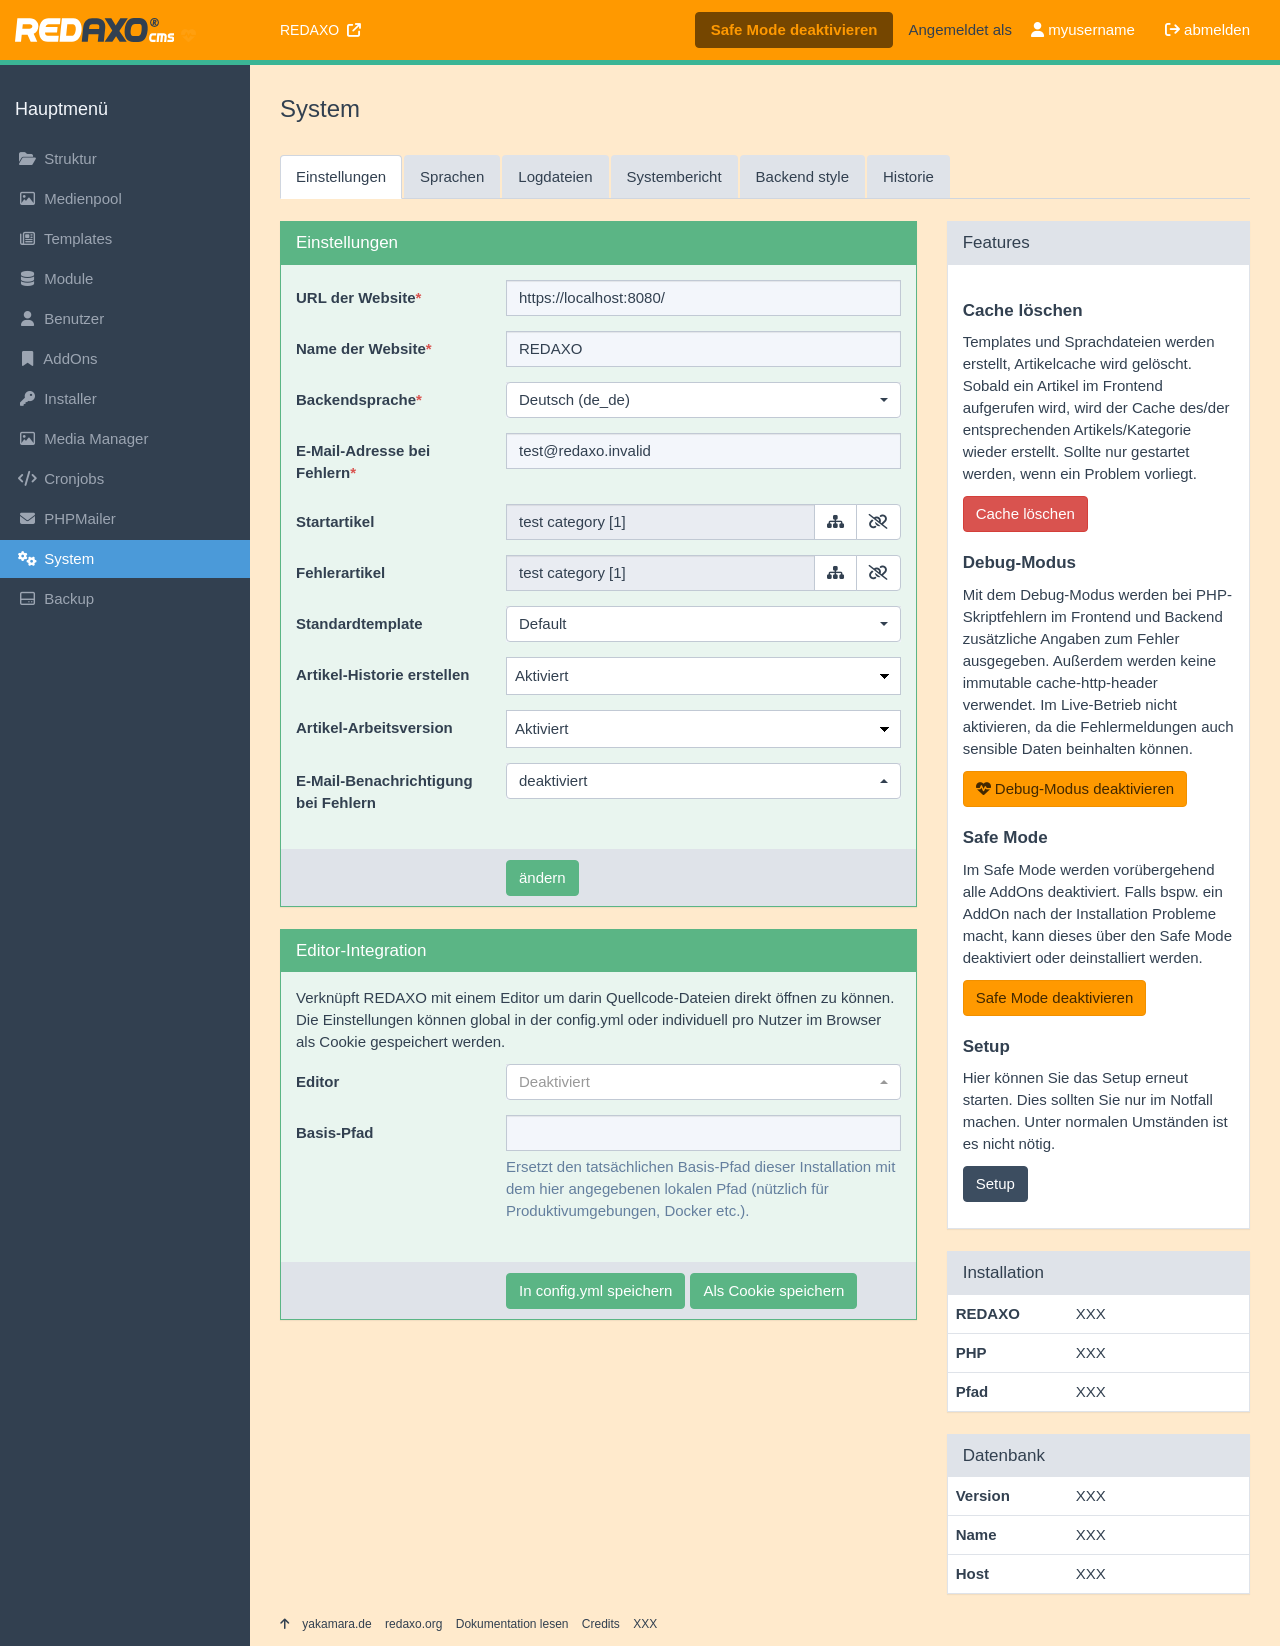 REDAXO® cms
REDAXO
Safe Mode deaktivieren
Angemeldet als
myusername
abmelden
Hauptmenü
Struktur
Medienpool
Templates
Module
Benutzer
AddOns
Installer
Media Manager
Cronjobs
PHPMailer
System
Backup
System
Einstellungen
Sprachen
Logdateien
Systembericht
Backend style
Historie
Einstellungen
URL der Website*
https://localhost:8080/
Name der Website*
REDAXO
Backendsprache*
Deutsch (de_de)
E-Mail-Adresse bei
Fehlern*
test@redaxo.invalid
Startartikel
test category [1]
Fehlerartikel
test category [1]
Standardtemplate
Default
Artikel-Historie erstellen
Aktiviert
Artikel-Arbeitsversion
Aktiviert
E-Mail-Benachrichtigung
bei Fehlern
deaktiviert
ändern
Editor-Integration
Verknüpft REDAXO mit einem Editor um darin Quellcode-Dateien direkt öffnen zu können.
Die Einstellungen können global in der config.yml oder individuell pro Nutzer im Browser
als Cookie gespeichert werden.
Editor
Deaktiviert
Basis-Pfad
Ersetzt den tatsächlichen Basis-Pfad dieser Installation mit
dem hier angegebenen lokalen Pfad (nützlich für
Produktivumgebungen, Docker etc.).
In config.yml speichern
Als Cookie speichern
Features
Cache löschen
Templates und Sprachdateien werden
erstellt, Artikelcache wird gelöscht.
Sobald ein Artikel im Frontend
aufgerufen wird, wird der Cache des/der
entsprechenden Artikels/Kategorie
wieder erstellt. Sollte nur gestartet
werden, wenn ein Problem vorliegt.
Cache löschen
Debug-Modus
Mit dem Debug-Modus werden bei PHP-
Skriptfehlern im Frontend und Backend
zusätzliche Angaben zum Fehler
ausgegeben. Außerdem werden keine
immutable cache-http-header
verwendet. Im Live-Betrieb nicht
aktivieren, da die Fehlermeldungen auch
sensible Daten beinhalten können.
Debug-Modus deaktivieren
Safe Mode
Im Safe Mode werden vorübergehend
alle AddOns deaktiviert. Falls bspw. ein
AddOn nach der Installation Probleme
macht, kann dieses über den Safe Mode
deaktiviert oder deinstalliert werden.
Safe Mode deaktivieren
Setup
Hier können Sie das Setup erneut
starten. Dies sollten Sie nur im Notfall
machen. Unter normalen Umständen ist
es nicht nötig.
Setup
Installation
REDAXO XXX
PHP XXX
Pfad XXX
Datenbank
Version XXX
Name XXX
Host XXX
yakamara.de redaxo.org Dokumentation lesen Credits XXX